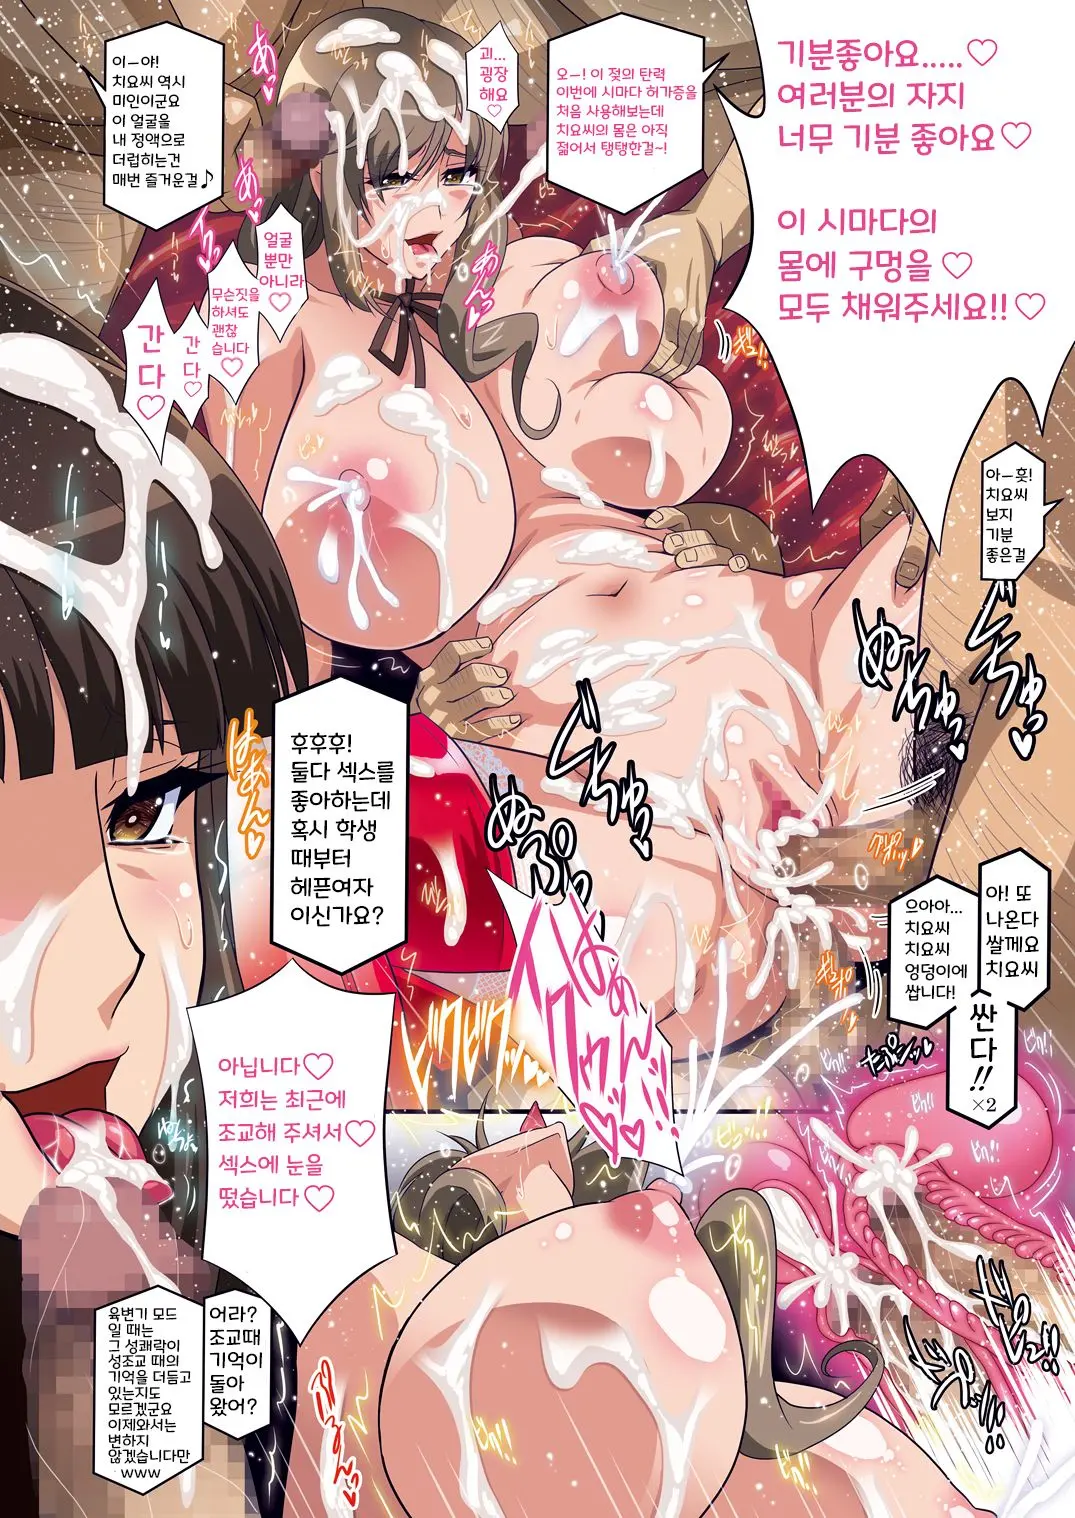 이ー야!
치요씨 역시
미인이군요
이 얼굴을
내 정액으로
더럽히는건
매번 즐거운걸♪
괴...
굉장
해요
♡
오ー! 이 젖의 탄력
이번에 시마다 허가증을
처음 사용해보는데
치요씨의 몸은 아직
젊어서 탱탱한걸~!
기분좋아요.....♡
여러분의 자지
너무 기분 좋아요♡
이 시마다의
몸에 구멍을 ♡
모두 채워주세요!!♡
얼굴
뿐만
아니라
♡
무슨짓을
하셔도
괜찮
습니다
♡
간
다
♡
간
다
♡
아ー흣!
치요씨
보지
기분
좋은걸
후후후!
둘다 섹스를
좋아하는데
혹시 학생
때부터
헤픈여자
이신가요?
아! 또
나온다
쌀께요
치요씨
으아아...
치요씨
치요씨
엉덩이에
쌉니다!
싼
다
!!
×2
아닙니다♡
저희는 최근에
조교해 주셔서♡
섹스에 눈을
떴습니다♡
어라?
조교때
기억이
돌아
왔어?
육변기 모드
일 때는
그 성쾌락이
성조교 때의
기억을 더듬고
있는지도
모르겠군요
이제와서는
변하지
않겠습니다만
www